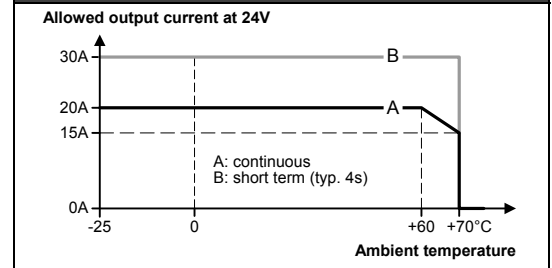 Allowed output current at 24V
30A
B
20A
A
15A
A: continuous
B: short term (typ. 4s)
0A
-25
0
+60
+70°C
Ambient temperature